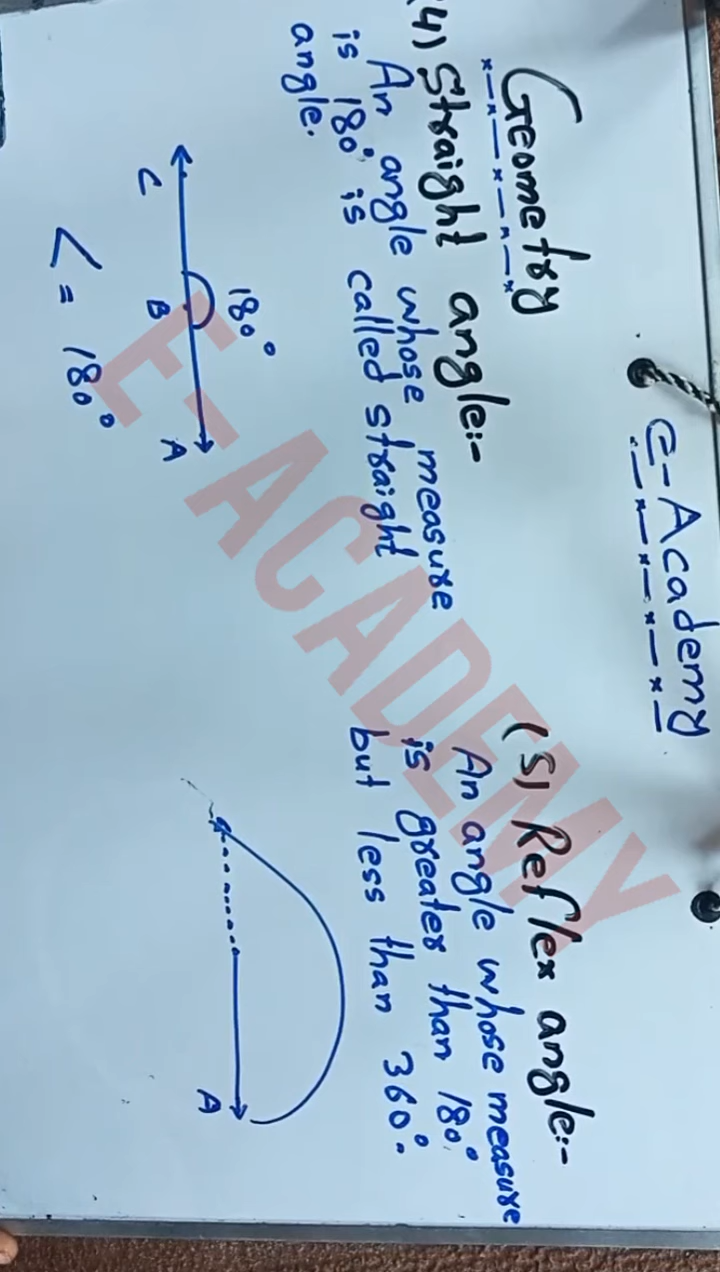 e-Academy
Geometry
(4) Straight angle:-
An angle whose measure
is 180°, is called straight
angle.
180°
C B A
∠ = 180°
(5) Reflex angle:-
An angle whose measure
is greater than 180°,
but less than 360°.
A
E-ACADEMY